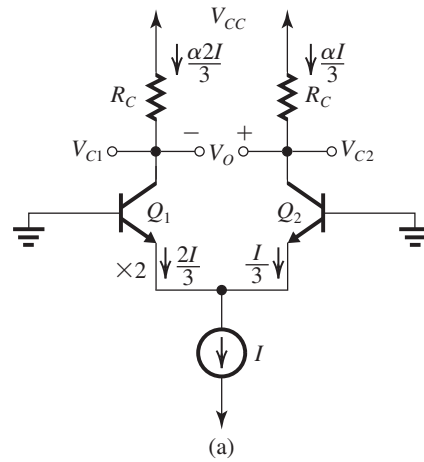 V_CC
α2I/3 αI/3
R_C R_C
V_C1 − V_O + V_C2
Q_1 Q_2
×2 2I/3 I/3
I
(a)